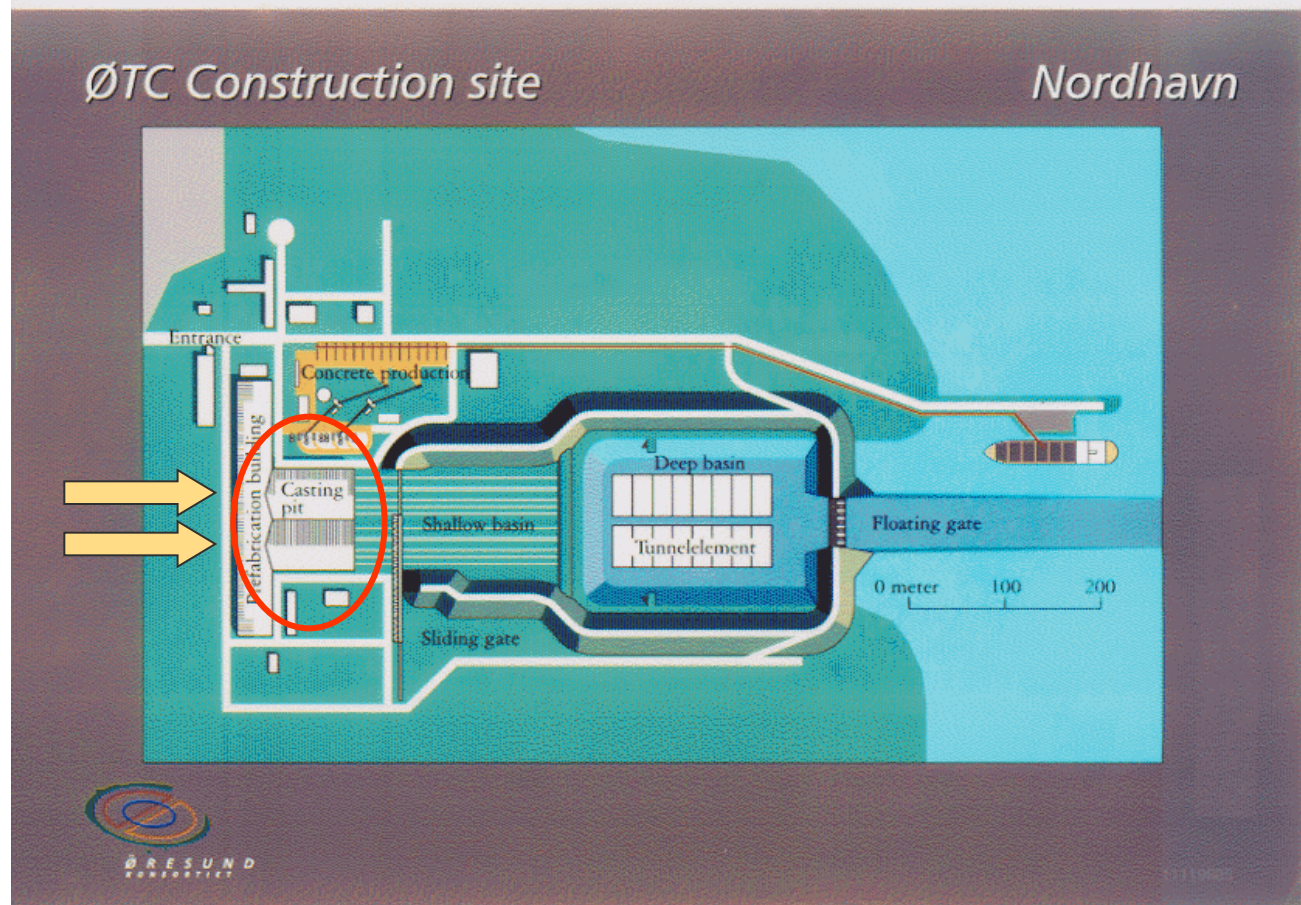 ØTC Construction site
Nordhavn
Entrance
Concrete production
Prefabrication building
Casting
pit
Shallow basin
Deep basin
Tunnelelement
Floating gate
0 meter 100 200
Sliding gate
ØRESUND
KONSORTIET